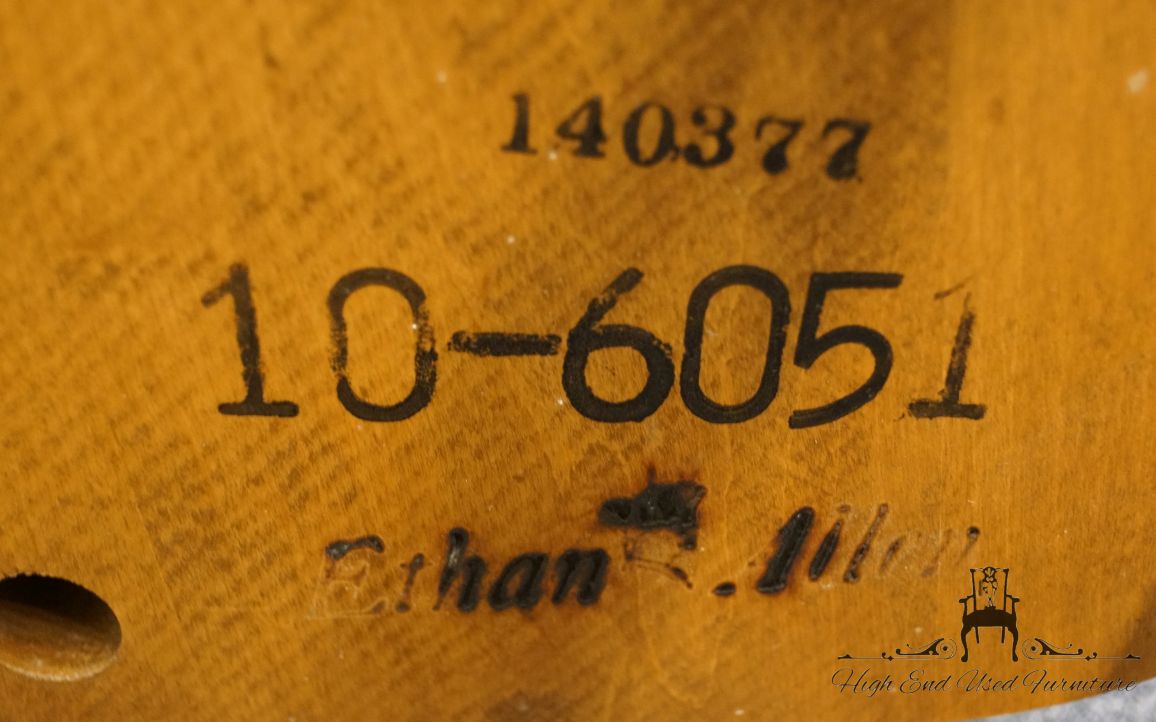 140377
10-6051
Ethan Allen
High End Used Furniture